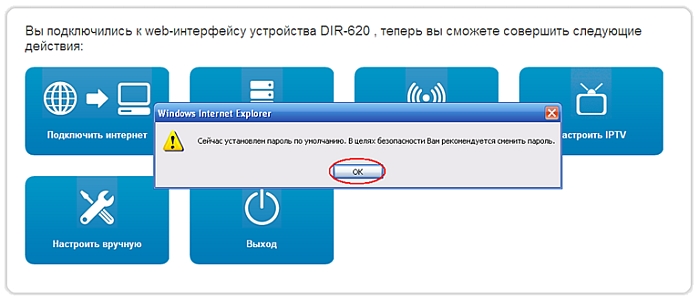 Вы подключились к web-интерфейсу устройства DIR-620 , теперь вы сможете совершить следующие
действия:
Windows Internet Explorer
Сейчас установлен пароль по умолчанию. В целях безопасности Вам рекомендуется сменить пароль.
OK
Подключить интернет
астроить IPTV
Настроить вручную
Выход